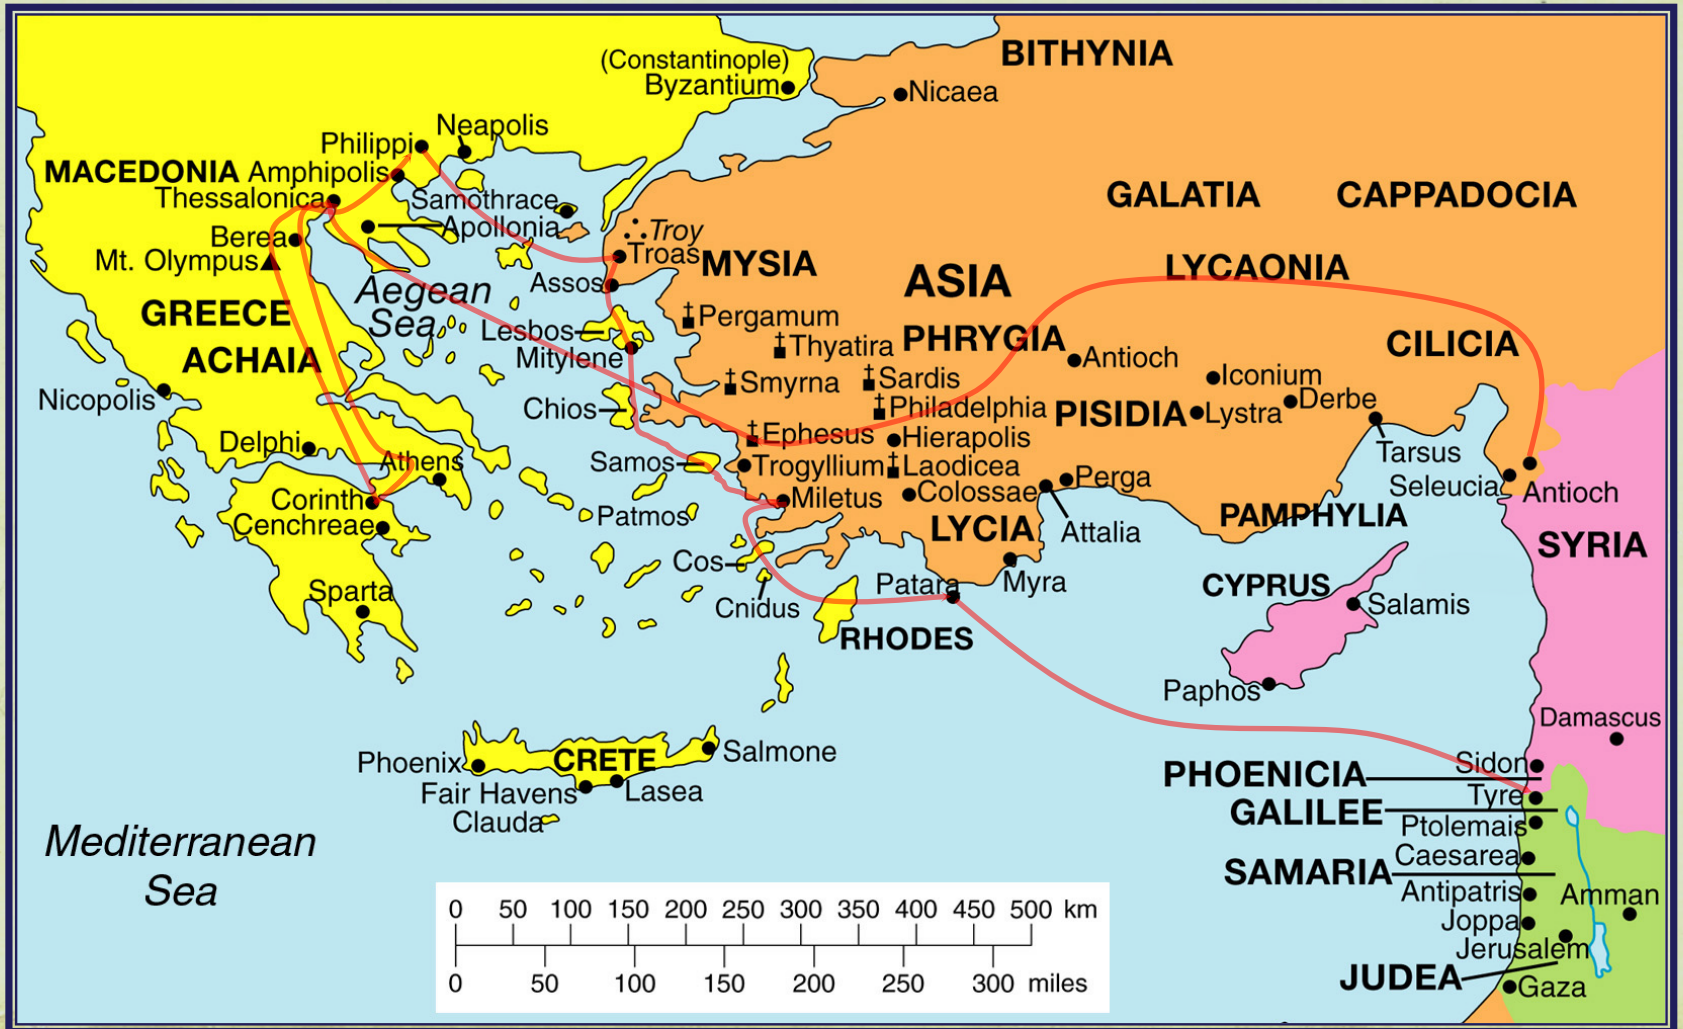 (Constantinople)
Byzantium
BITHYNIA
Nicaea
Neapolis
Philippi
MACEDONIA Amphipolis
Thessalonica
Samothrace
Apollonia
GALATIA
CAPPADOCIA
Berea
Mt. Olympus
Troy
Troas
MYSIA
ASIA
LYCAONIA
Assos
Aegean
Sea
GREECE
ACHAIA
Lesbos
Mitylene
Pergamum
Thyatira
PHRYGIA
Antioch
CILICIA
Smyrna
Sardis
Iconium
Nicopolis
Chios
Philadelphia
PISIDIA
Lystra
Derbe
Delphi
Athens
Ephesus
Hierapolis
Tarsus
Samos
Trogyllium
Laodicea
Perga
Seleucia
Antioch
Corinth
Cenchreae
Miletus
Colossae
Patmos
LYCIA
Attalia
PAMPHYLIA
SYRIA
Cos
Cnidus
Patara
Myra
CYPRUS
Salamis
Sparta
RHODES
Paphos
Damascus
Phoenix
CRETE
Salmone
Fair Havens
Lasea
Clauda
Sidon
PHOENICIA
Tyre
GALILEE
Ptolemais
Caesarea
SAMARIA
Antipatris
Amman
Joppa
Jerusalem
JUDEA
Gaza
Mediterranean
Sea
0 50 100 150 200 250 300 350 400 450 500 km
0 50 100 150 200 250 300 miles